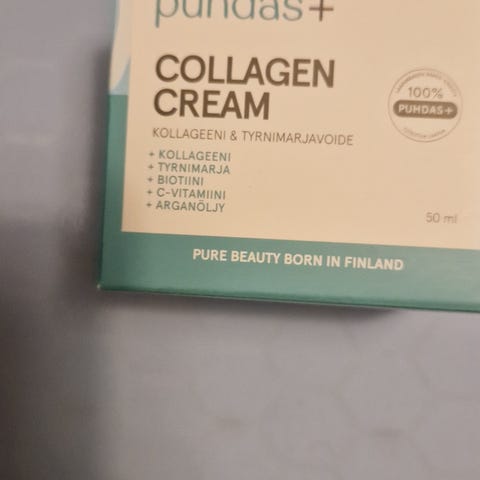 puhdas+
COLLAGEN
CREAM
KOLLAGEENI & TYRNIMARJAVOIDE
+ KOLLAGEENI
+ TYRNIMARJA
+ BIOTIINI
+ C-VITAMIINI
+ ARGANÖLJY
100%
PUHDAS+
50 ml
PURE BEAUTY BORN IN FINLAND